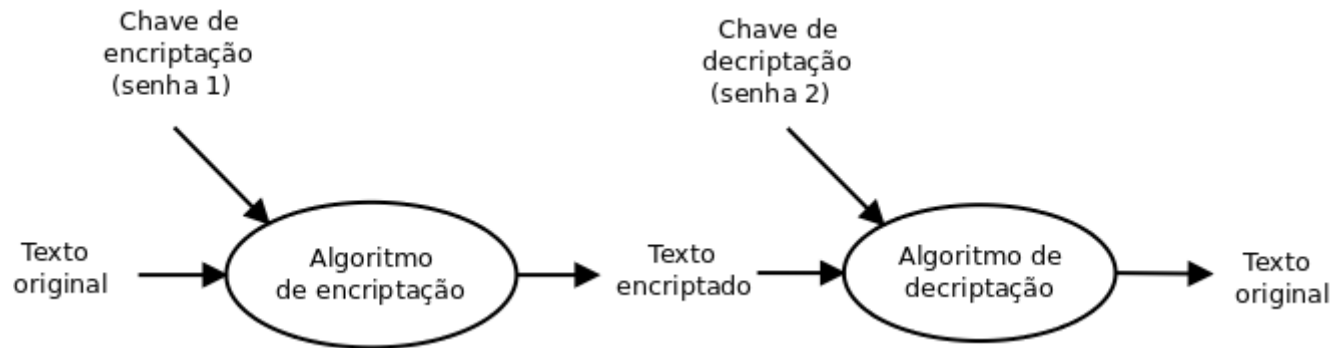 Chave de
encriptação
(senha 1)
Chave de
decriptação
(senha 2)
Texto
original
Algoritmo
de encriptação
Texto
encriptado
Algoritmo de
decriptação
Texto
original